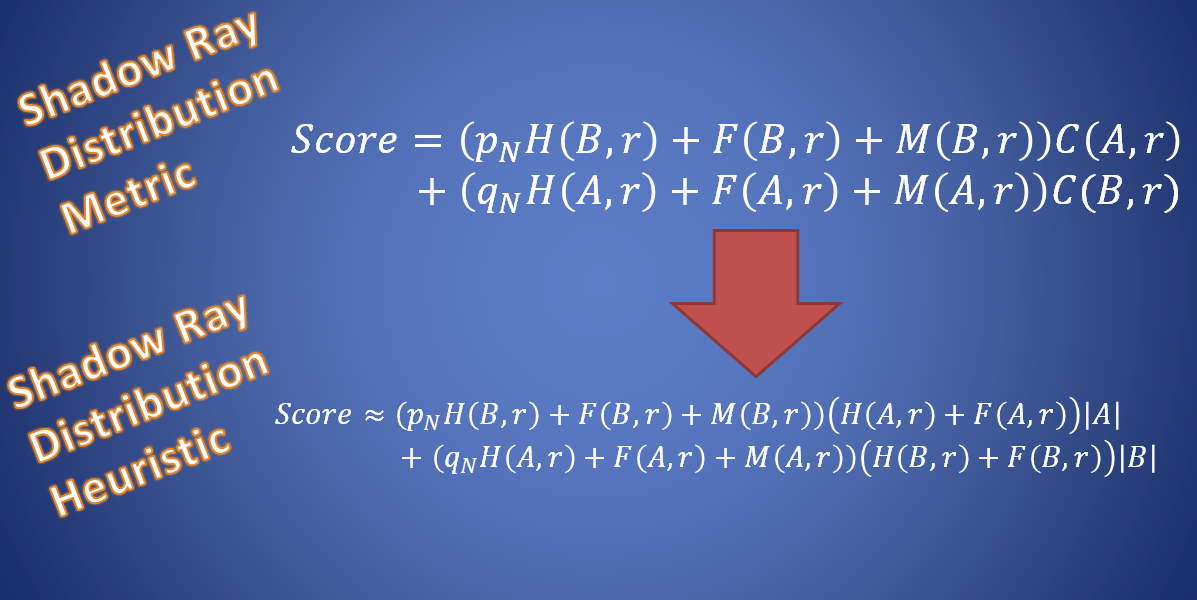 Shadow Ray
Distribution
Metric
Score = (p_N H(B, r) + F(B, r) + M(B, r))C(A, r)
+ (q_N H(A, r) + F(A, r) + M(A, r))C(B, r)
Shadow Ray
Distribution
Heuristic
Score ≈ (p_N H(B, r) + F(B, r) + M(B, r))(H(A, r) + F(A, r))|A|
+ (q_N H(A, r) + F(A, r) + M(A, r))(H(B, r) + F(B, r))|B|